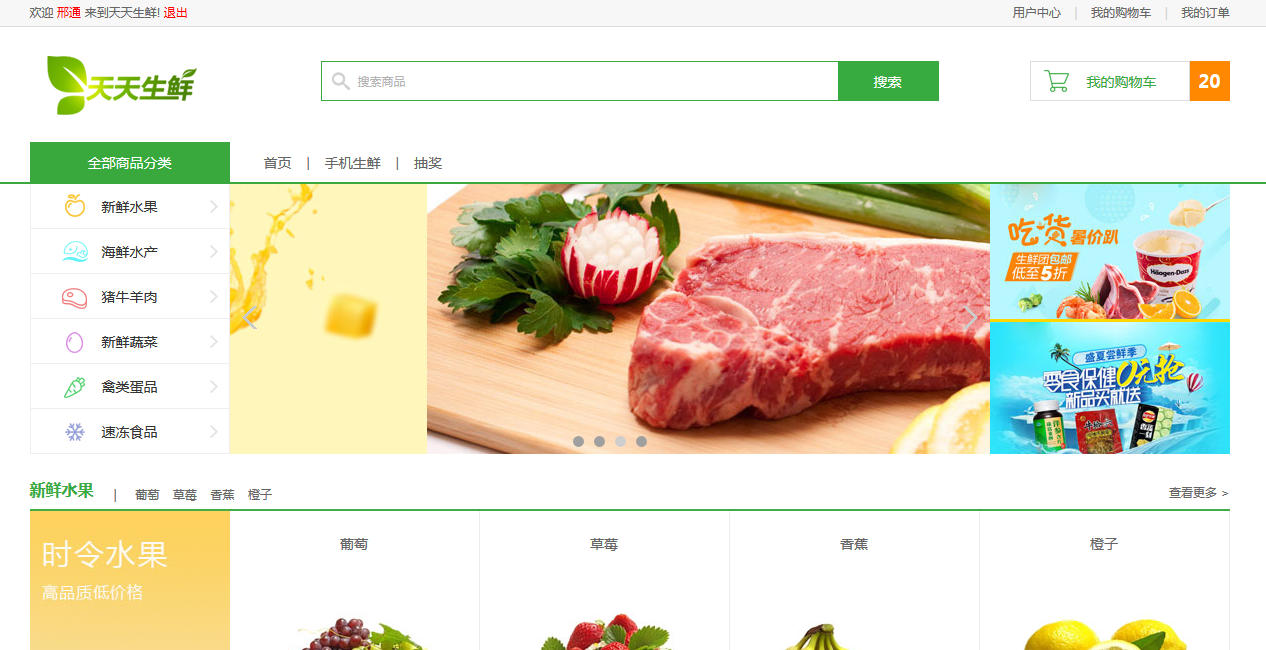 欢迎 邢通 来到天天生鲜! 退出
用户中心 | 我的购物车 | 我的订单
天天生鲜
搜索商品
搜索
我的购物车
20
全部商品分类
首页 | 手机生鲜 | 抽奖
新鲜水果
海鲜水产
猪牛羊肉
新鲜蔬菜
禽类蛋品
速冻食品
吃货暑价趴
生鲜团包邮
低至5折
Häagen-Dazs
盛夏尝鲜季
零食保健0元抢
新品买就送
新鲜水果 | 葡萄 草莓 香蕉 橙子
查看更多 >
时令水果
高品质低价格
葡萄
草莓
香蕉
橙子